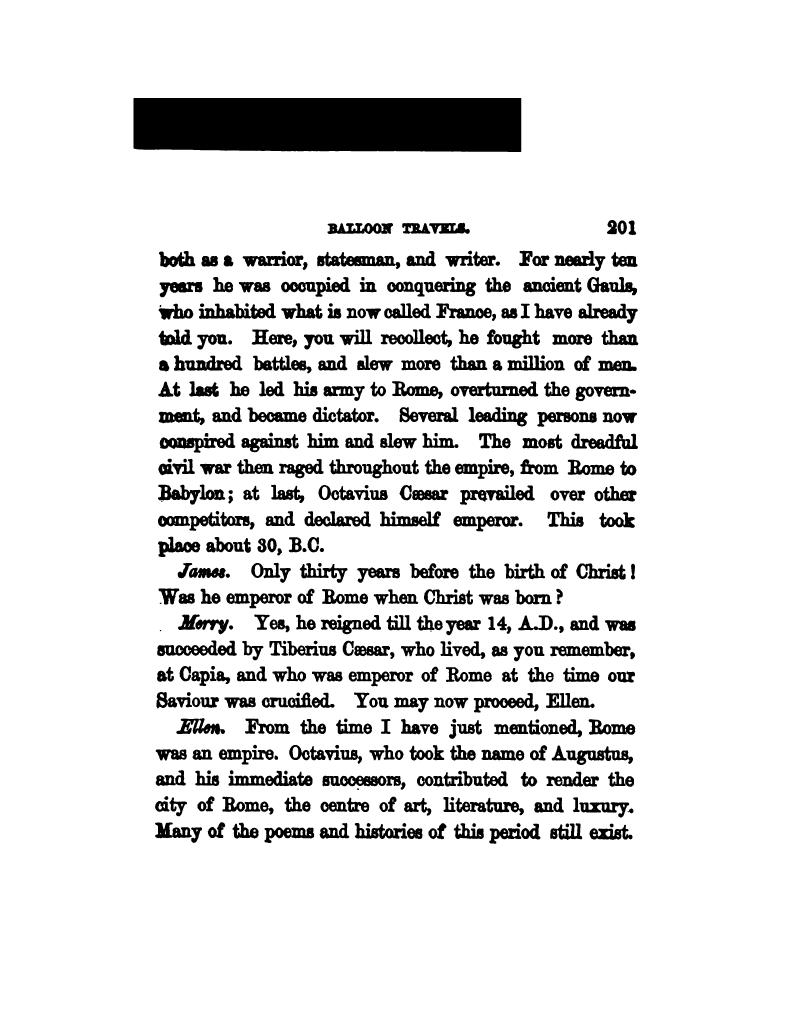 BALLOON TRAVELS. 201
both as a warrior, statesman, and writer. For nearly ten
years he was occupied in conquering the ancient Gauls,
who inhabited what is now called France, as I have already
told you. Here, you will recollect, he fought more than
a hundred battles, and slew more than a million of men.
At last he led his army to Rome, overturned the govern-
ment, and became dictator. Several leading persons now
conspired against him and slew him. The most dreadful
civil war then raged throughout the empire, from Rome to
Babylon; at last, Octavius Cæsar prevailed over other
competitors, and declared himself emperor. This took
place about 30, B.C.
James. Only thirty years before the birth of Christ!
Was he emperor of Rome when Christ was born?
Merry. Yes, he reigned till the year 14, A.D., and was
succeeded by Tiberius Cæsar, who lived, as you remember,
at Capia, and who was emperor of Rome at the time our
Saviour was crucified. You may now proceed, Ellen.
Ellen. From the time I have just mentioned, Rome
was an empire. Octavius, who took the name of Augustus,
and his immediate successors, contributed to render the
city of Rome, the centre of art, literature, and luxury.
Many of the poems and histories of this period still exist.